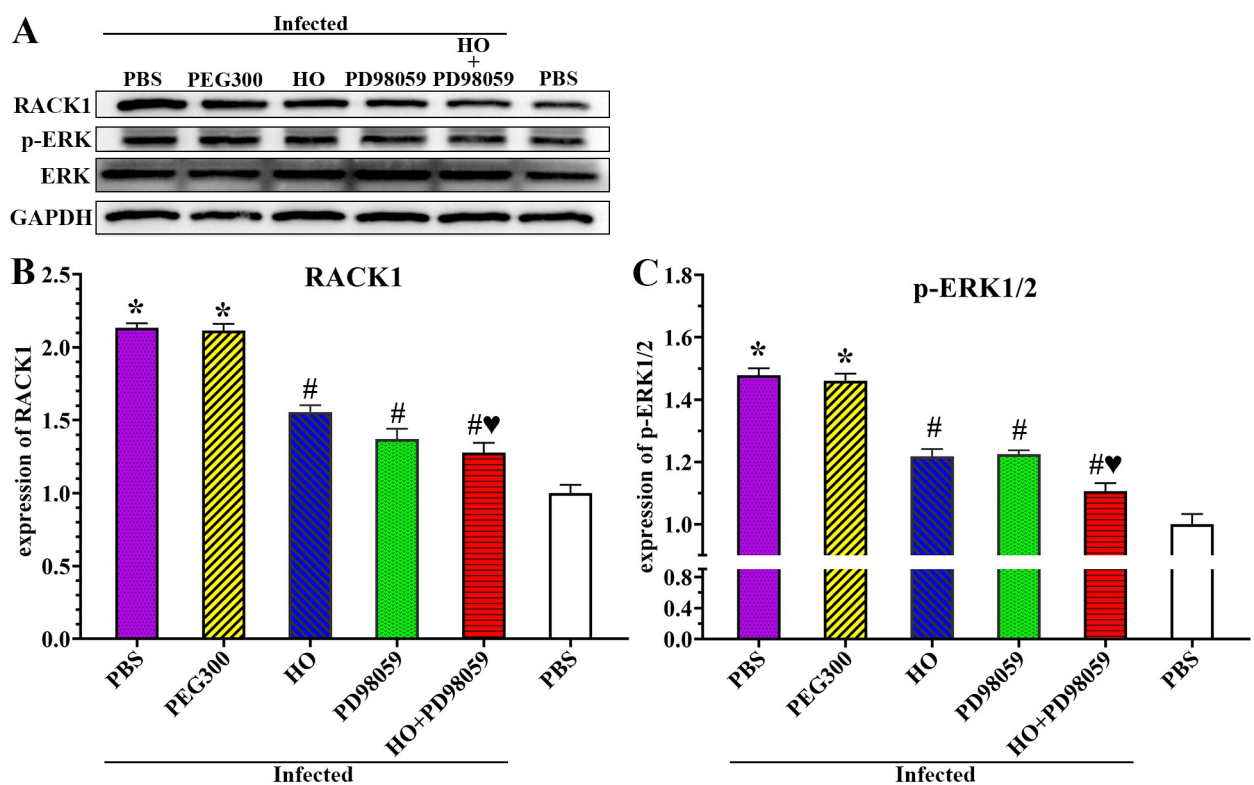 A
Infected
HO
+
PBS PEG300 HO PD98059 PD98059 PBS
RACK1
p-ERK
ERK
GAPDH
B
RACK1
expression of RACK1
2.5
2.0
1.5
1.0
0.5
0.0
* * # # #♥
PBS PEG300 HO PD98059 HO+PD98059 PBS
Infected
C
p-ERK1/2
expression of p-ERK1/2
1.8
1.6
1.4
1.2
1.0
0.8
0.4
0.0
* * # # #♥
PBS PEG300 HO PD98059 HO+PD98059 PBS
Infected